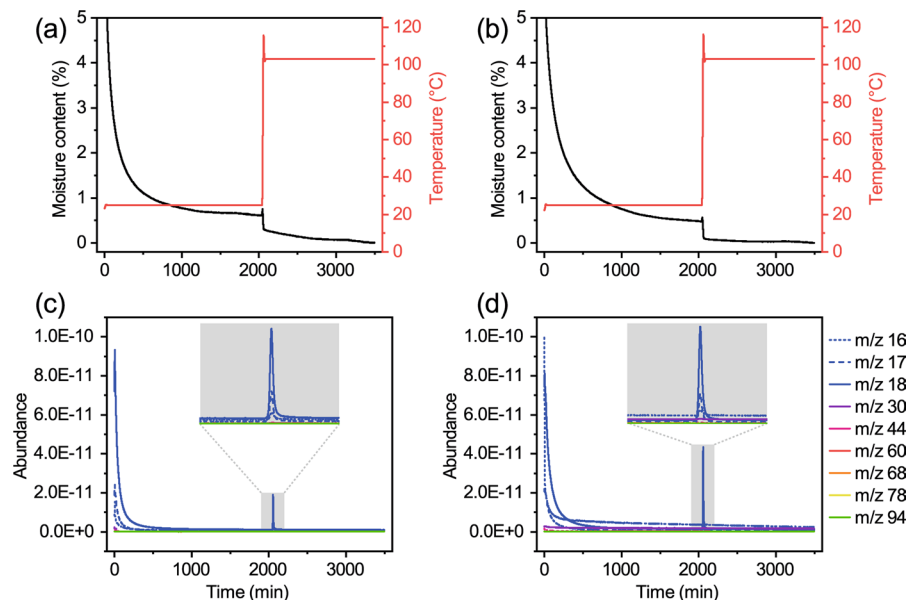 (a)
5
4
3
2
1
0
Moisture content (%)
120
100
80
60
40
20
0
Temperature (°C)
0 1000 2000 3000
(b)
5
4
3
2
1
0
Moisture content (%)
120
100
80
60
40
20
0
Temperature (°C)
0 1000 2000 3000
(c)
1.0E-10
8.0E-11
6.0E-11
4.0E-11
2.0E-11
0.0E+0
Abundance
0 1000 2000 3000
Time (min)
(d)
1.0E-10
8.0E-11
6.0E-11
4.0E-11
2.0E-11
0.0E+0
Abundance
0 1000 2000 3000
Time (min)
m/z 16
m/z 17
m/z 18
m/z 30
m/z 44
m/z 60
m/z 68
m/z 78
m/z 94